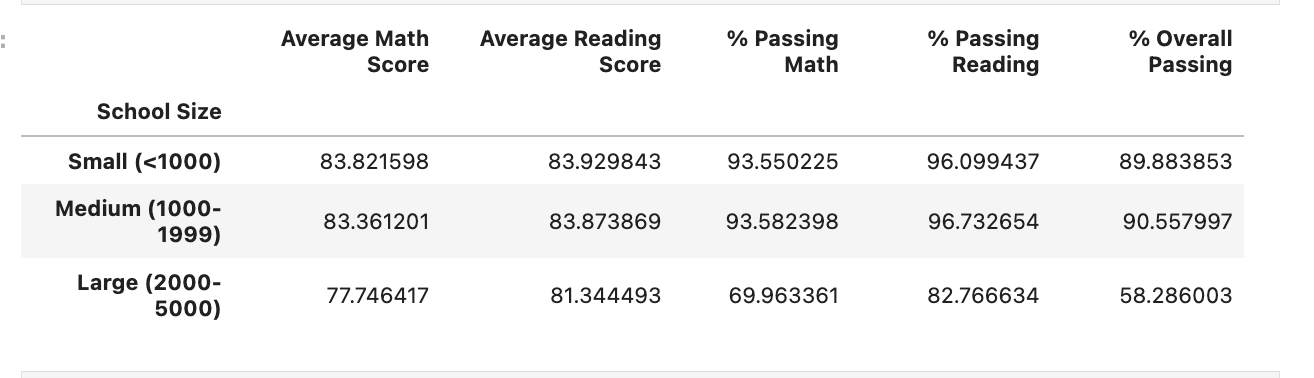 Average Math Score Average Reading Score % Passing Math % Passing Reading % Overall Passing
School Size
Small (<1000) 83.821598 83.929843 93.550225 96.099437 89.883853
Medium (1000-1999) 83.361201 83.873869 93.582398 96.732654 90.557997
Large (2000-5000) 77.746417 81.344493 69.963361 82.766634 58.286003